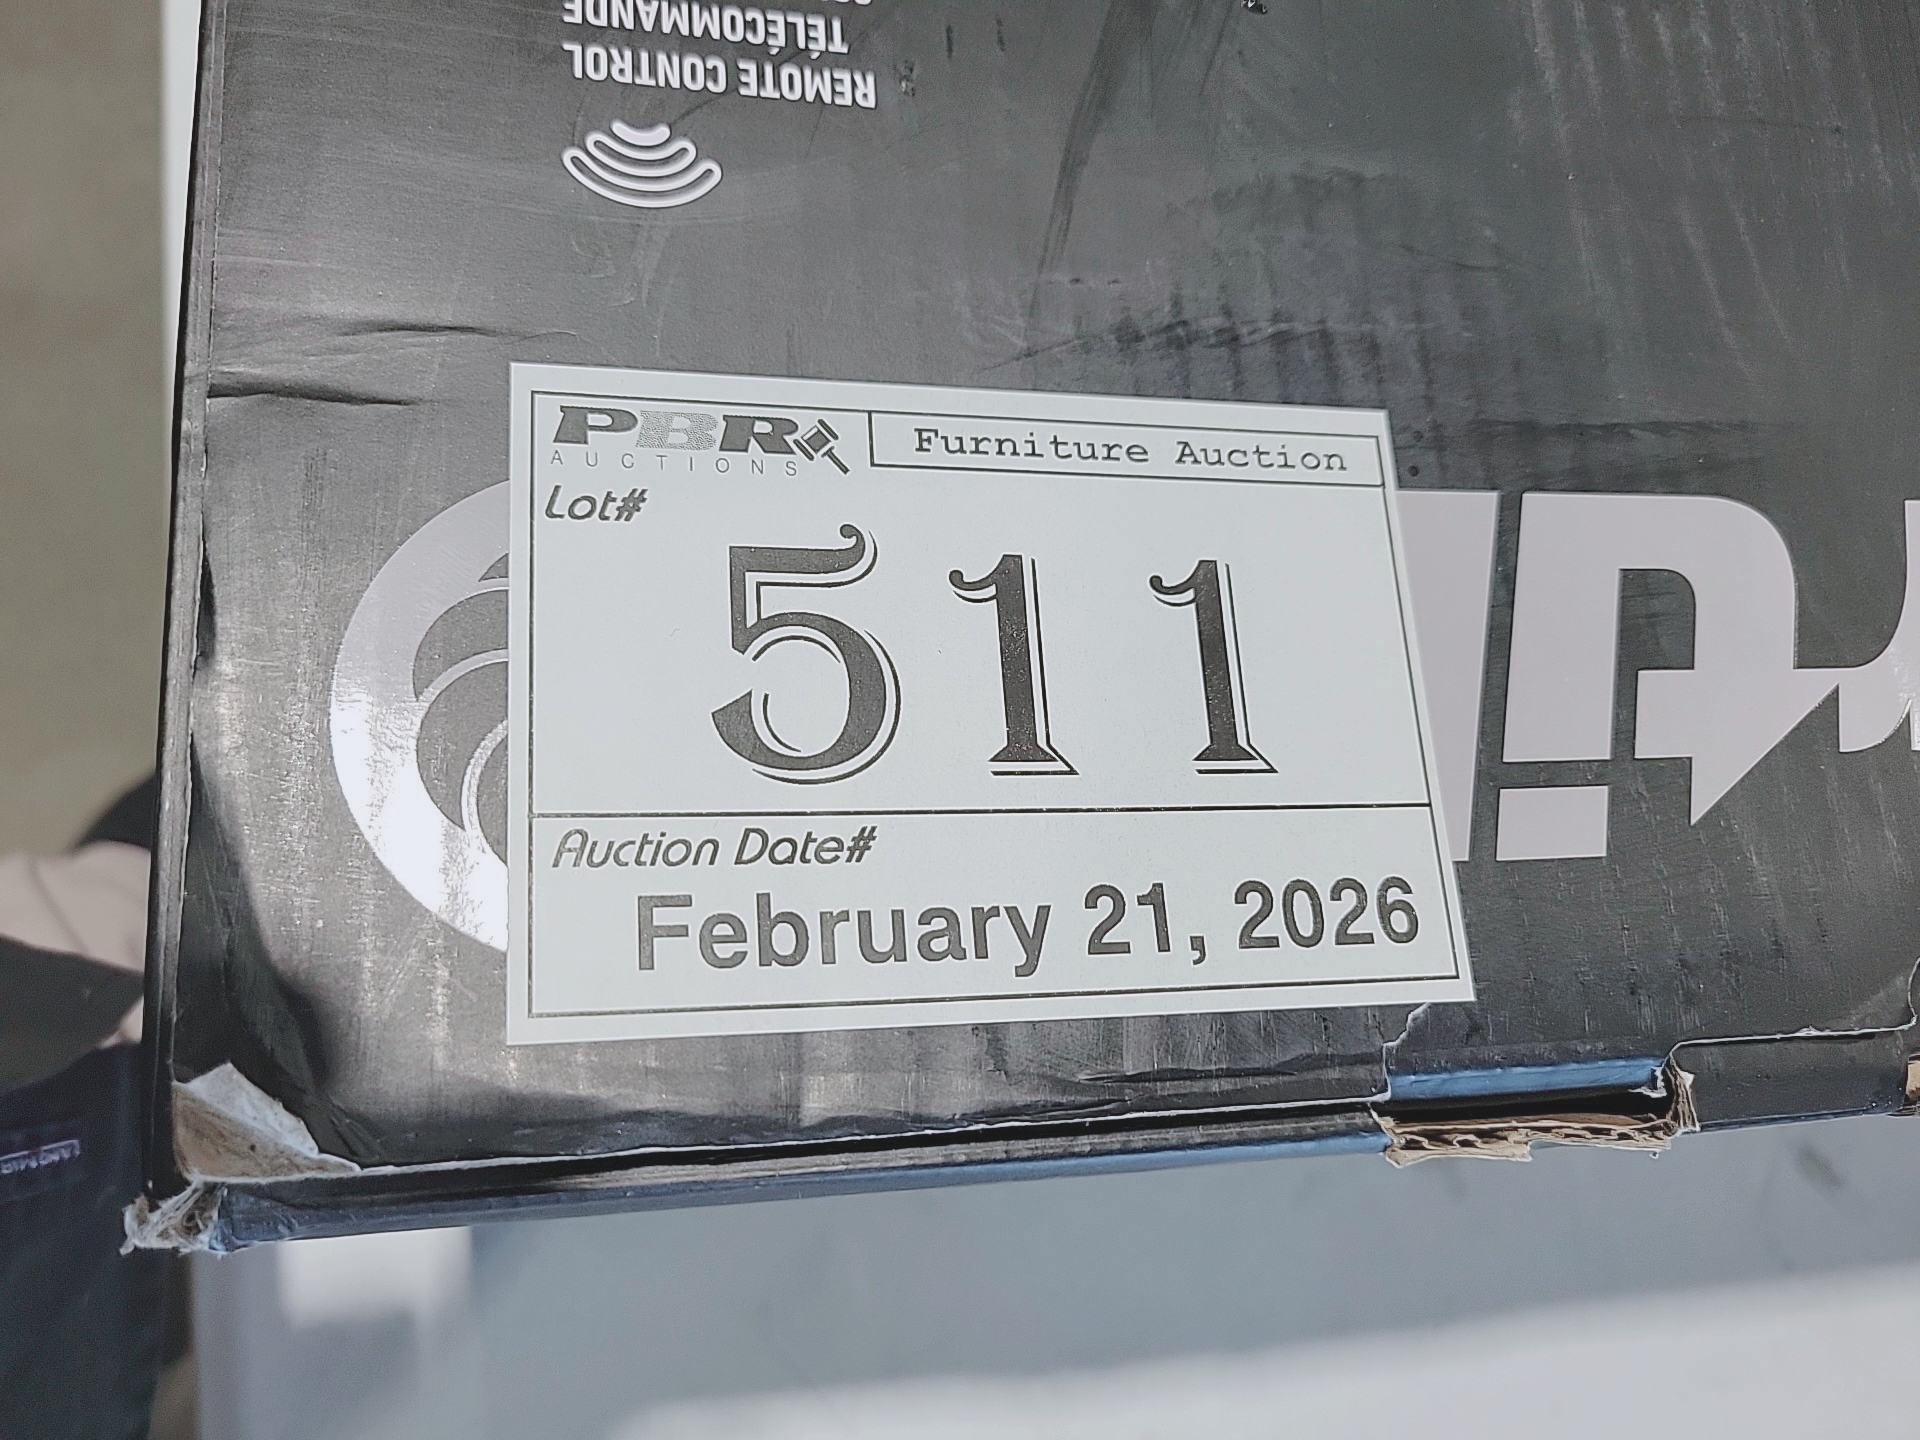 REMOTE CONTROL
TÉLÉCOMMANDE
PBR
AUCTIONS
Furniture Auction
Lot#
511
Auction Date#
February 21, 2026